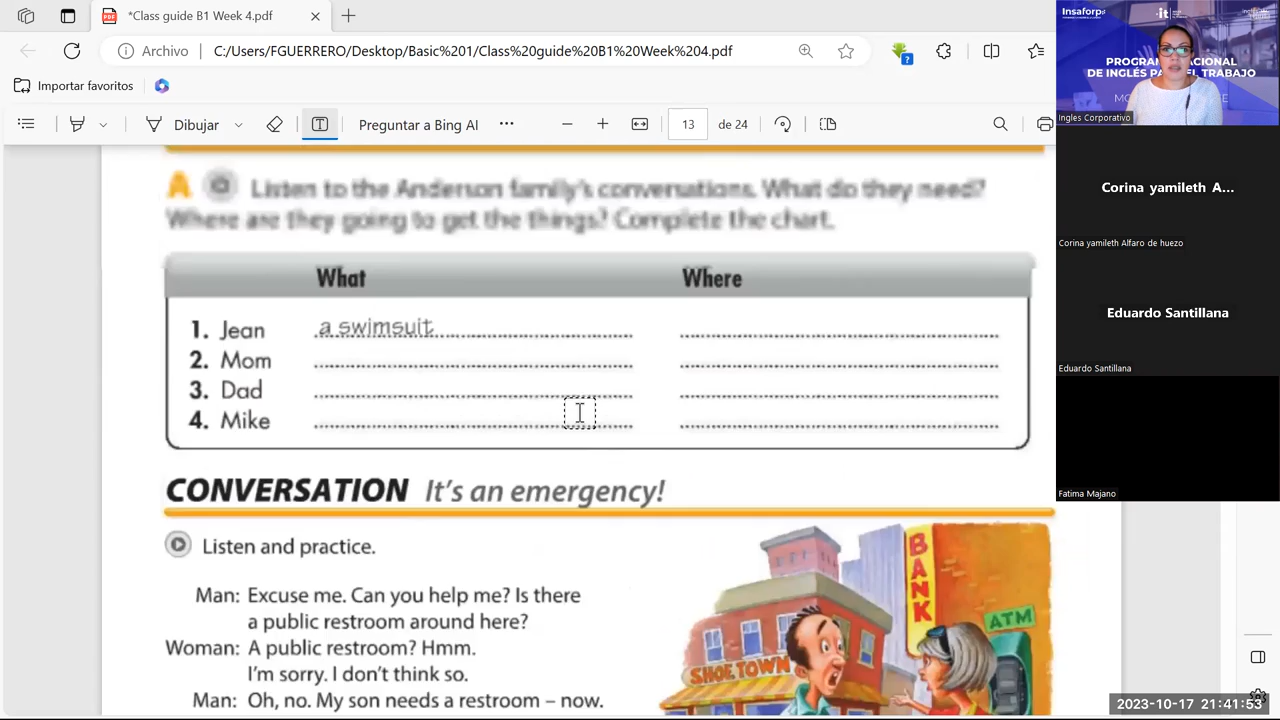 *Class guide B1 Week 4.pdf
Archivo
C:/Users/FGUERRERO/Desktop/Basic%201/Class%20guide%20B1%20Week%204.pdf
Importar favoritos
Dibujar
Preguntar a Bing AI
13
de 24
A Listen to the Anderson family's conversations. What do they need?
Where are they going to get the things? Complete the chart.
What
Where
1. Jean
a swimsuit
2. Mom
3. Dad
4. Mike
CONVERSATION It's an emergency!
Listen and practice.
Man: Excuse me. Can you help me? Is there
a public restroom around here?
Woman: A public restroom? Hmm.
I'm sorry. I don't think so.
Man: Oh, no. My son needs a restroom – now.
BANK
ATM
SHOE TOWN
Insaforp
DE INGLÉS
EL TRABAJO
Ingles Corporativo
Corina yamileth A...
Corina yamileth Alfaro de huezo
Eduardo Santillana
Eduardo Santillana
Fatima Majano
2023-10-17 21:41:53